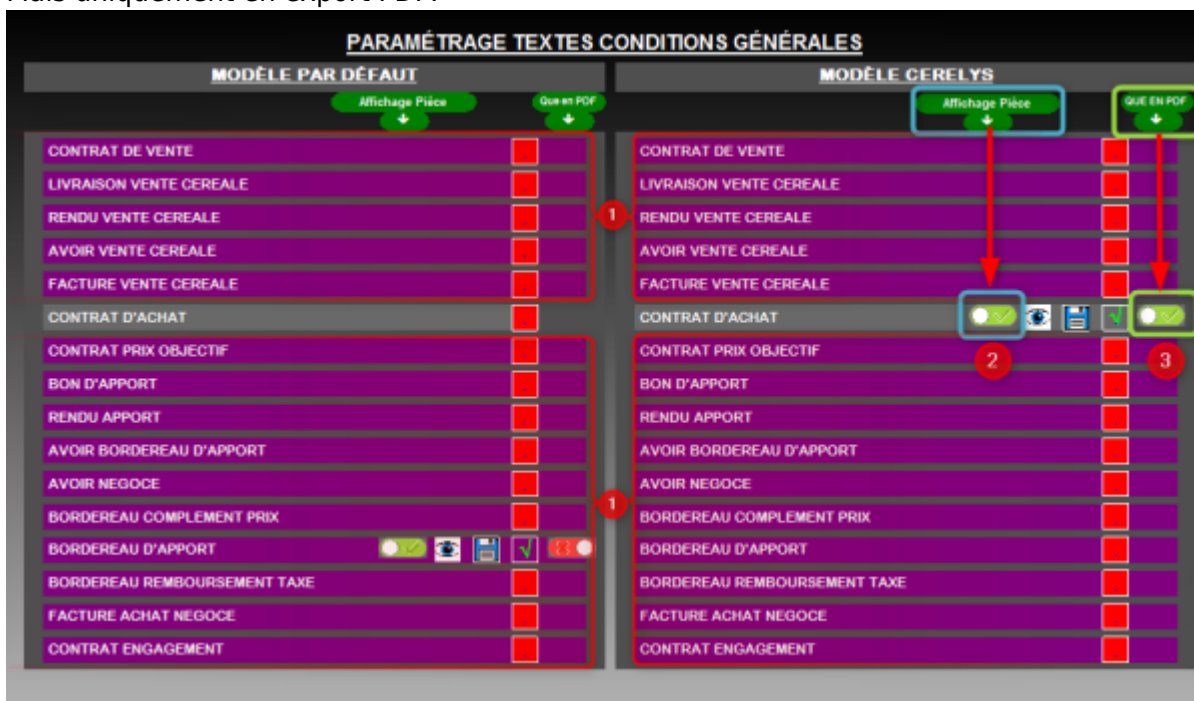 PARAMÉTRAGE TEXTES CONDITIONS GÉNÉRALES
MODÈLE PAR DÉFAUT
Affichage Pièce
Que en PDF
CONTRAT DE VENTE
LIVRAISON VENTE CEREALE
RENDU VENTE CEREALE
AVOIR VENTE CEREALE
FACTURE VENTE CEREALE
CONTRAT D'ACHAT
CONTRAT PRIX OBJECTIF
BON D'APPORT
RENDU APPORT
AVOIR BORDEREAU D'APPORT
AVOIR NEGOCE
BORDEREAU COMPLEMENT PRIX
BORDEREAU D'APPORT
BORDEREAU REMBOURSEMENT TAXE
FACTURE ACHAT NEGOCE
CONTRAT ENGAGEMENT
1
1
MODÈLE CERELYS
Affichage Pièce
QUE EN PDF
CONTRAT DE VENTE
LIVRAISON VENTE CEREALE
RENDU VENTE CEREALE
AVOIR VENTE CEREALE
FACTURE VENTE CEREALE
CONTRAT D'ACHAT
CONTRAT PRIX OBJECTIF
2
3
BON D'APPORT
RENDU APPORT
AVOIR BORDEREAU D'APPORT
AVOIR NEGOCE
BORDEREAU COMPLEMENT PRIX
BORDEREAU D'APPORT
BORDEREAU REMBOURSEMENT TAXE
FACTURE ACHAT NEGOCE
CONTRAT ENGAGEMENT